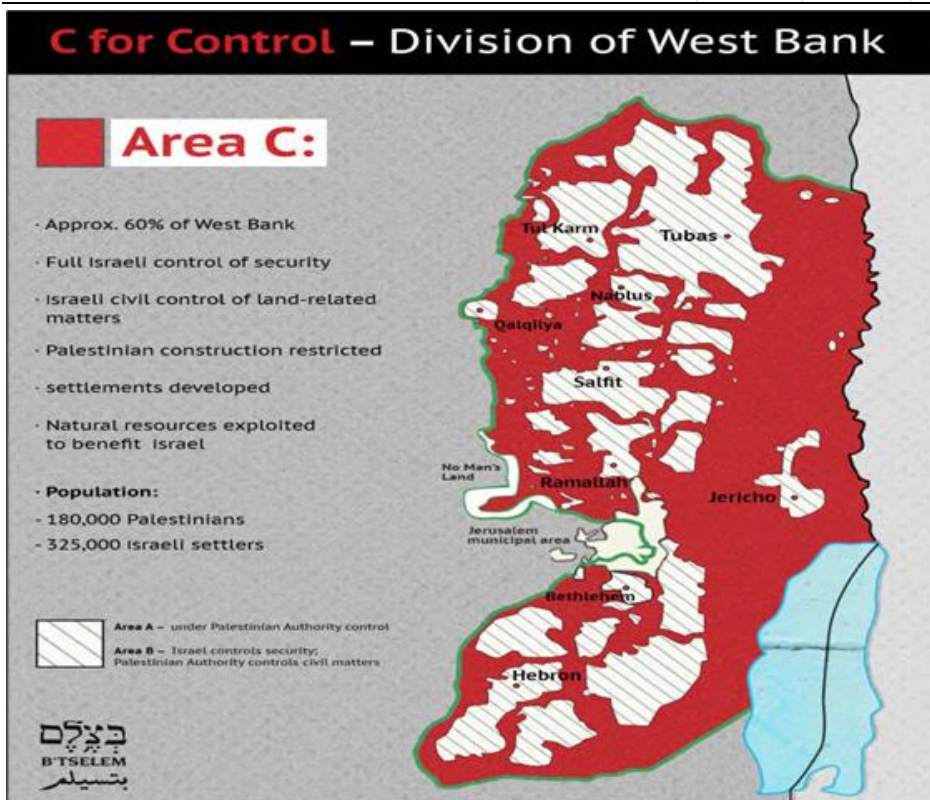 C for Control – Division of West Bank
Area C:
· Approx. 60% of West Bank
· Full Israeli control of security
· Israeli civil control of land-related
matters
· Palestinian construction restricted
· settlements developed
· Natural resources exploited
to benefit Israel
· Population:
- 180,000 Palestinians
- 325,000 Israeli settlers
Area A – under Palestinian Authority control
Area B – Israel controls security;
Palestinian Authority controls civil matters
בְּצֶלֶם
B'TSELEM
بتسيلم
Tul Karm
Tubas
Nablus
Qalqilya
Salfit
No Man's
Land
Ramallah
Jericho
Jerusalem
municipal area
Bethlehem
Hebron